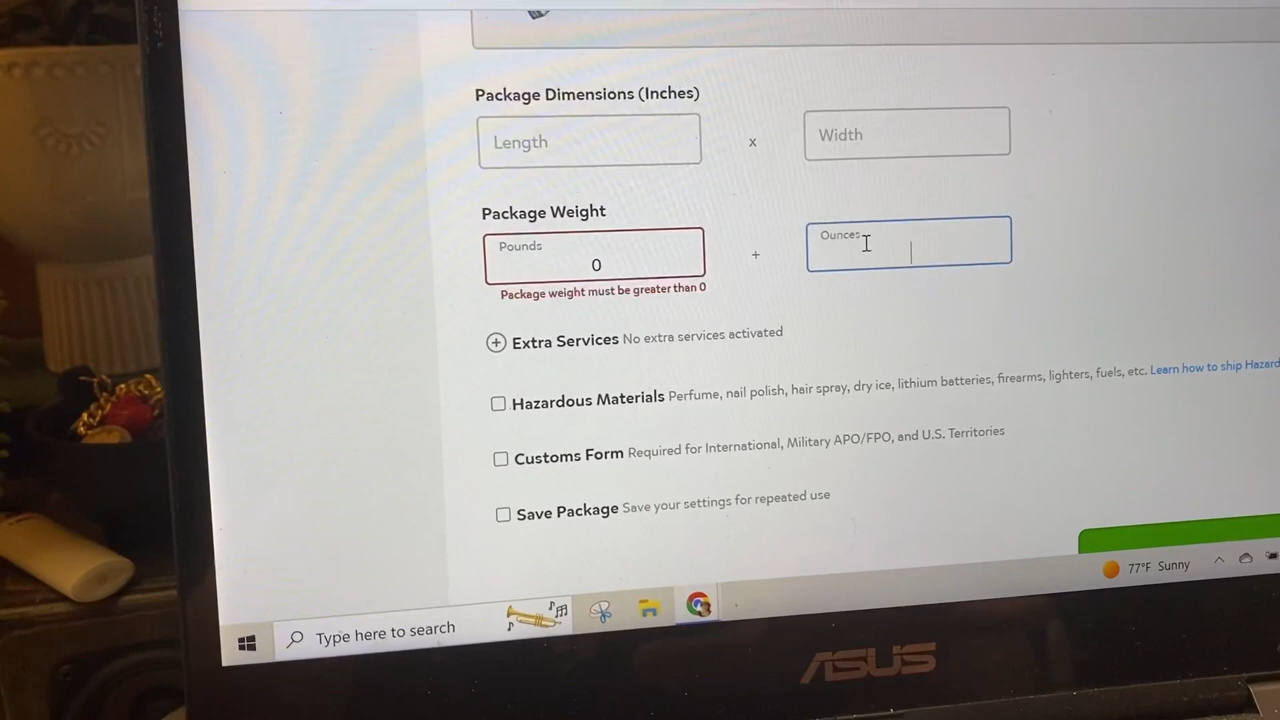 Package Dimensions (Inches)
Length x Width
Package Weight
Pounds Ounces
0 +
Package weight must be greater than 0
Extra Services No extra services activated
Hazardous Materials Perfume, nail polish, hair spray, dry ice, lithium batteries, firearms, lighters, fuels, etc. Learn how to ship Hazard
Customs Form Required for International, Military APO/FPO, and U.S. Territories
Save Package Save your settings for repeated use
77°F Sunny
Type here to search
ASUS